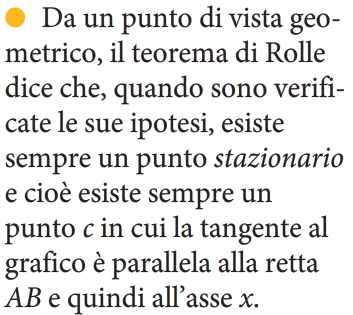 Da un punto di vista geo-
metrico, il teorema di Rolle
dice che, quando sono verifi-
cate le sue ipotesi, esiste
sempre un punto stazionario
e cioè esiste sempre un
punto c in cui la tangente al
grafico è parallela alla retta
AB e quindi all'asse x.